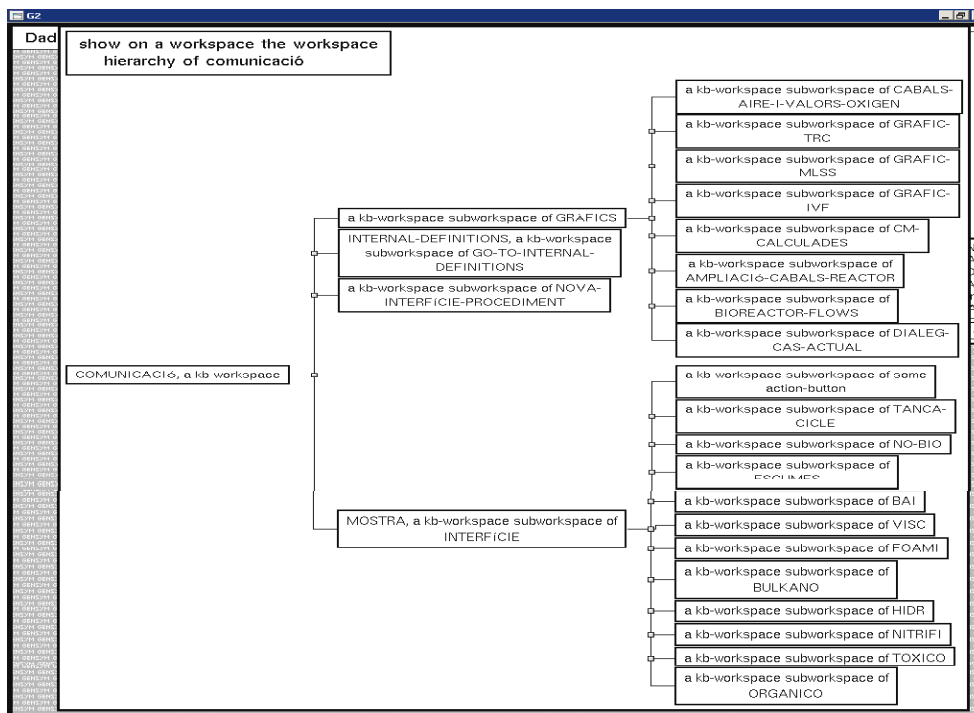 G2
Dad
show on a workspace the workspace
hierarchy of comunicació
a kb-workspace subworkspace of CABALS-
AIRE-I-VALORS-OXIGEN
a kb-workspace subworkspace of GRAFIC-
TRC
a kb-workspace subworkspace of GRAFIC-
MLSS
a kb-workspace subworkspace of GRAFIC-
IVF
a kb-workspace subworkspace of CM-
CALCULADES
a kb-workspace subworkspace of
AMPLIACIó-CABALS-REACTOR
a kb-workspace subworkspace of
BIOREACTOR-FLOWS
a kb-workspace subworkspace of DIALEG-
CAS-ACTUAL
a kb-workspace subworkspace of GRÀFICS
INTERNAL-DEFINITIONS, a kb-workspace
subworkspace of GO-TO-INTERNAL-
DEFINITIONS
a kb-workspace subworkspace of NOVA-
INTERFíCIE-PROCEDIMENT
COMUNICACIó, a kb workspace
a kb workspace subworkspace of some
action-button
a kb-workspace subworkspace of TANCA-
CICLE
a kb-workspace subworkspace of NO-BIO
a kb-workspace subworkspace of
ESCUMES
a kb-workspace subworkspace of BAI
MOSTRA, a kb-workspace subworkspace of
INTERFíCIE
a kb-workspace subworkspace of VISC
a kb-workspace subworkspace of FOAMI
a kb-workspace subworkspace of
BULKANO
a kb-workspace subworkspace of HIDR
a kb-workspace subworkspace of NITRIFI
a kb-workspace subworkspace of TOXICO
a kb-workspace subworkspace of
ORGANICO